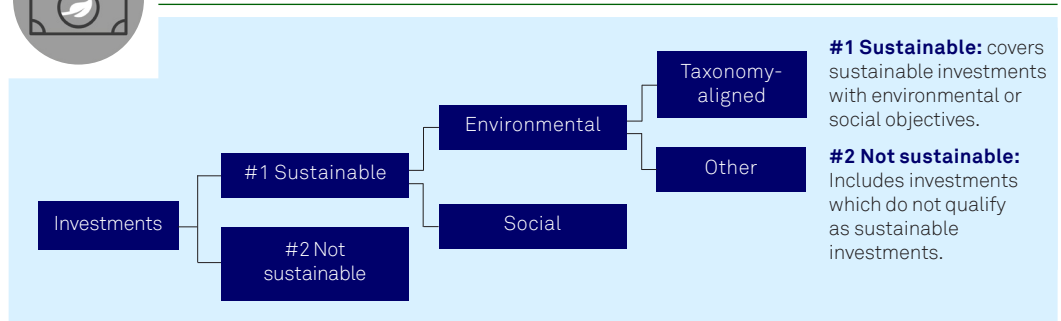 Investments
#1 Sustainable
#2 Not
sustainable
Environmental
Social
Taxonomy-
aligned
Other
#1 Sustainable: covers
sustainable investments
with environmental or
social objectives.
#2 Not sustainable:
Includes investments
which do not qualify
as sustainable
investments.